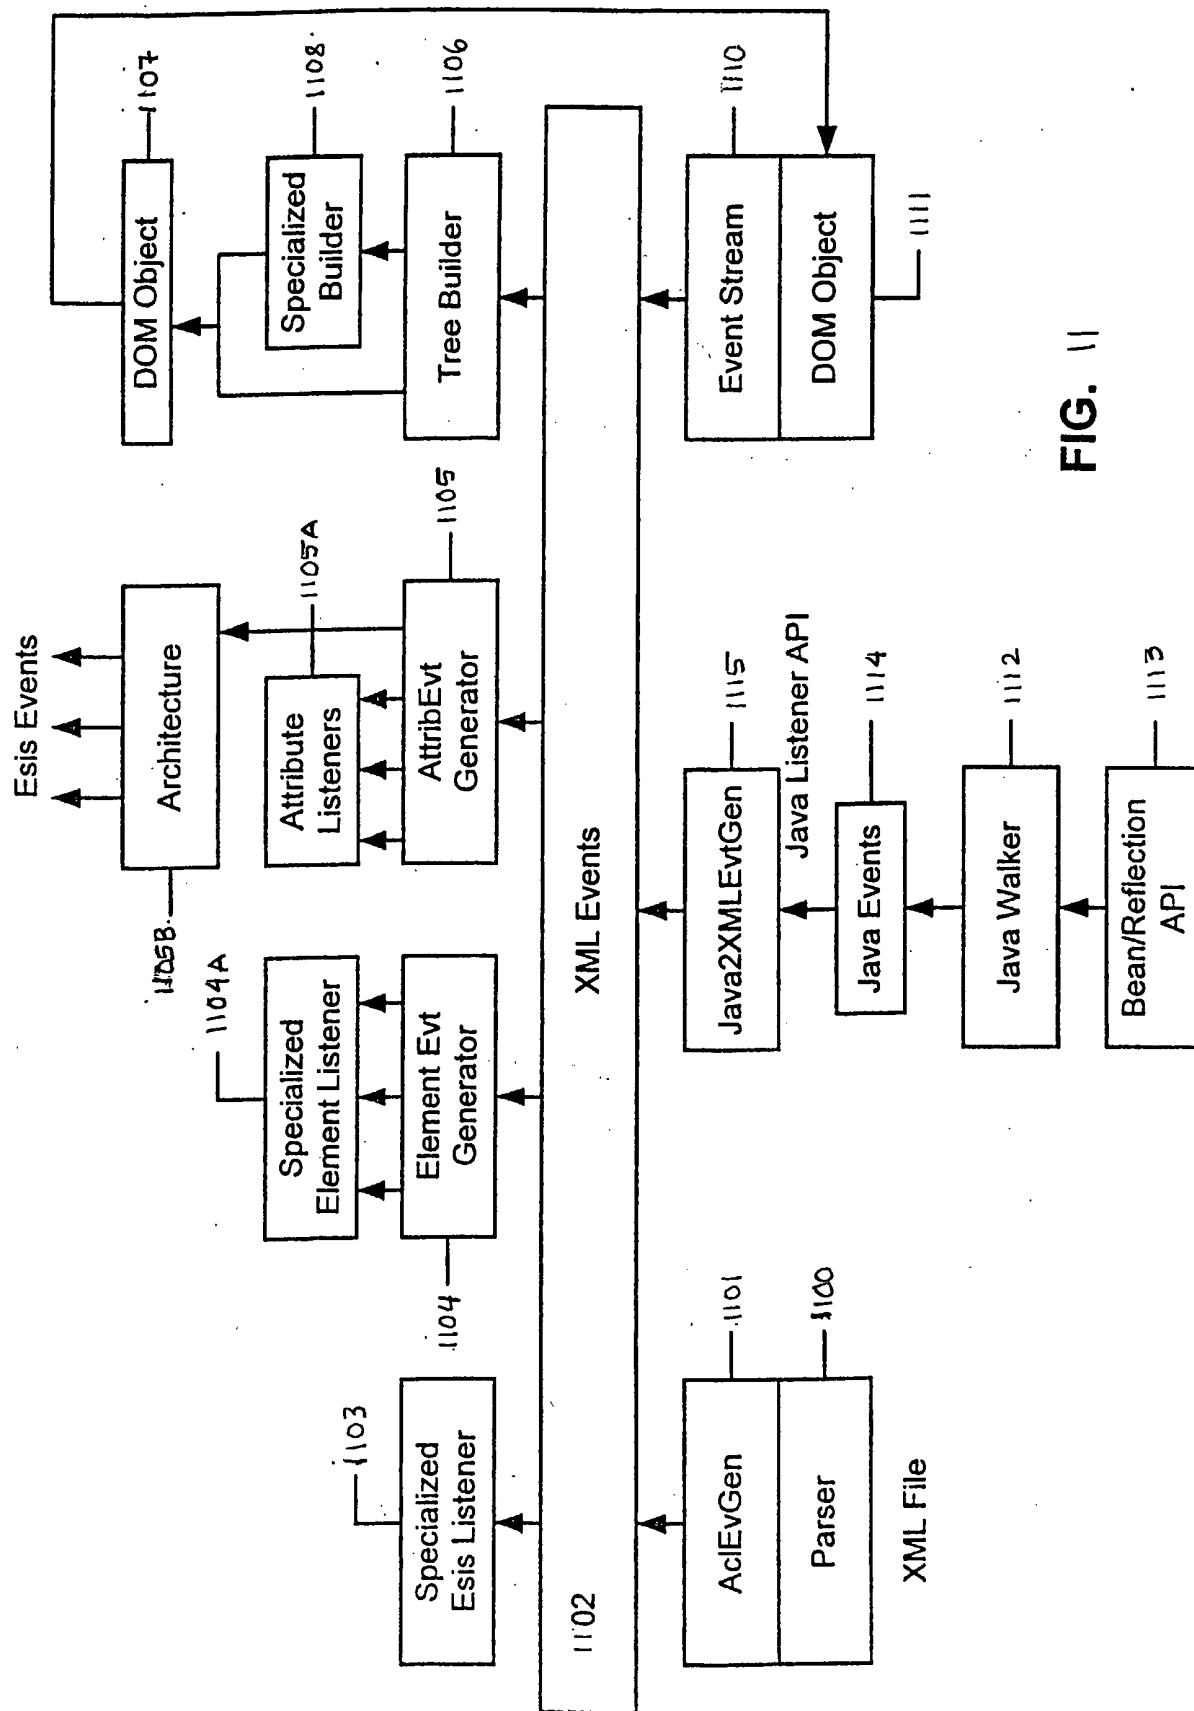 Esis Events
1105B
Architecture
DOM Object
1107
1104A
Specialized
Element Listener
Attribute
Listeners
1105A
Specialized
Builder
1108
1103
Specialized
Esis Listener
1104
Element Evt
Generator
AttribEvt
Generator
1105
Tree Builder
1106
1102
XML Events
AclEvGen
1101
Parser
1100
XML File
Java2XMLEvtGen
1115
Java Listener API
Java Events
1114
Java Walker
1112
Bean/Reflection
API
1113
Event Stream
1110
DOM Object
1111
FIG. 11